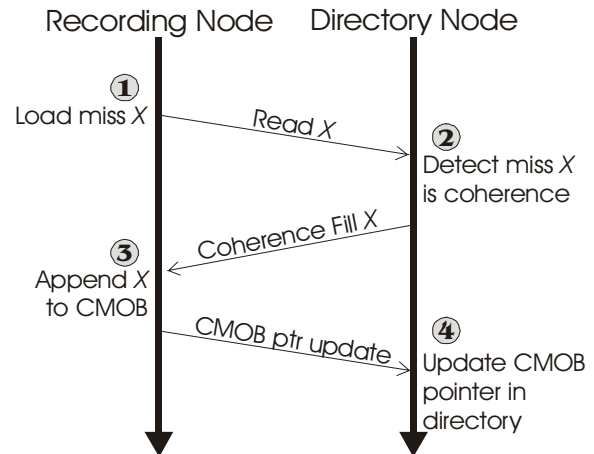 Recording Node
Directory Node
1
Load miss X
Read X
2
Detect miss X
is coherence
Coherence Fill X
3
Append X
to CMOB
CMOB ptr update
4
Update CMOB
pointer in
directory